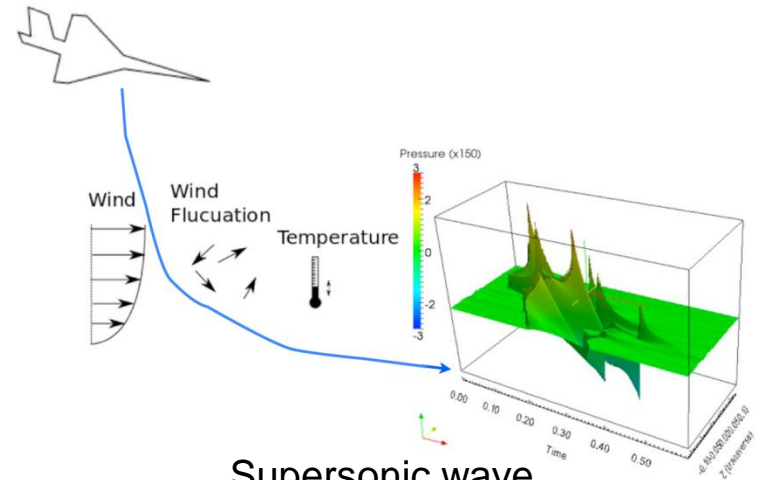 Pressure (x150)
3
2
0
-2
-3
Wind
Wind
Flucuation
Temperature
0.00 0.10 0.20 0.30 0.40 0.50
Time
Z (transverse)
Supersonic wave